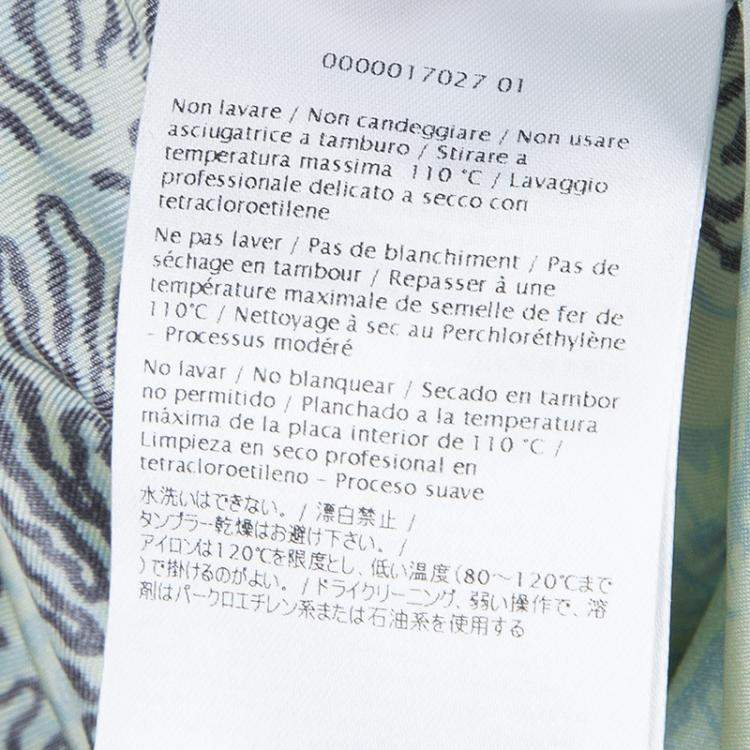 0000017027 01
Non lavare / Non candeggiare / Non usare
asciugatrice a tamburo / Stirare a
temperatura massima 110 °C / Lavaggio
professionale delicato a secco con
tetracloroetilene
Ne pas laver / Pas de blanchiment / Pas de
séchage en tambour / Repasser à une
température maximale de semelle de fer de
110°C / Nettoyage à sec au Perchloréthylène
- Processus modéré
No lavar / No blanquear / Secado en tambor
no permitido / Planchado a la temperatura
máxima de la placa interior de 110 °C /
Limpieza en seco profesional en
tetracloroetileno - Proceso suave
水洗いはできない。 / 漂白禁止 /
タンブラー乾燥はお避け下さい。 /
アイロンは120℃を限度とし、低い温度(80～120℃まで
)で掛けるのがよい。 / ドライクリーニング、弱い操作で、溶
剤はパークロエチレン系または石油系を使用する